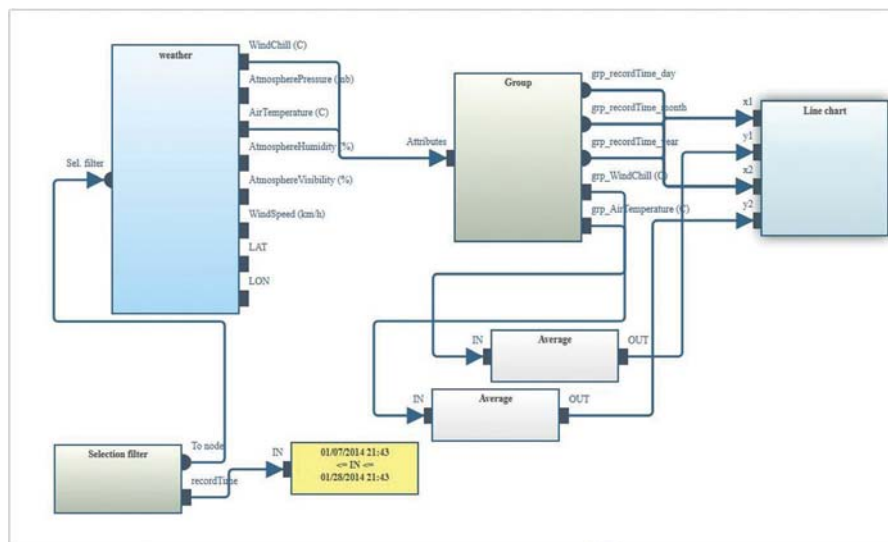 weather
WindChill (C)
AtmospherePressure (mb)
AirTemperature (C)
AtmosphereHumidity (%)
AtmosphereVisibility (%)
WindSpeed (km/h)
LAT
LON
Sel. filter
Group
Attributes
grp_recordTime_day
grp_recordTime_month
grp_recordTime_year
grp_WindChill (C)
grp_AirTemperature (C)
Line chart
x1
y1
x2
y2
IN
Average
OUT
IN
Average
OUT
Selection filter
To node
recordTime
IN
01/07/2014 21:43
<= IN <=
01/28/2014 21:43